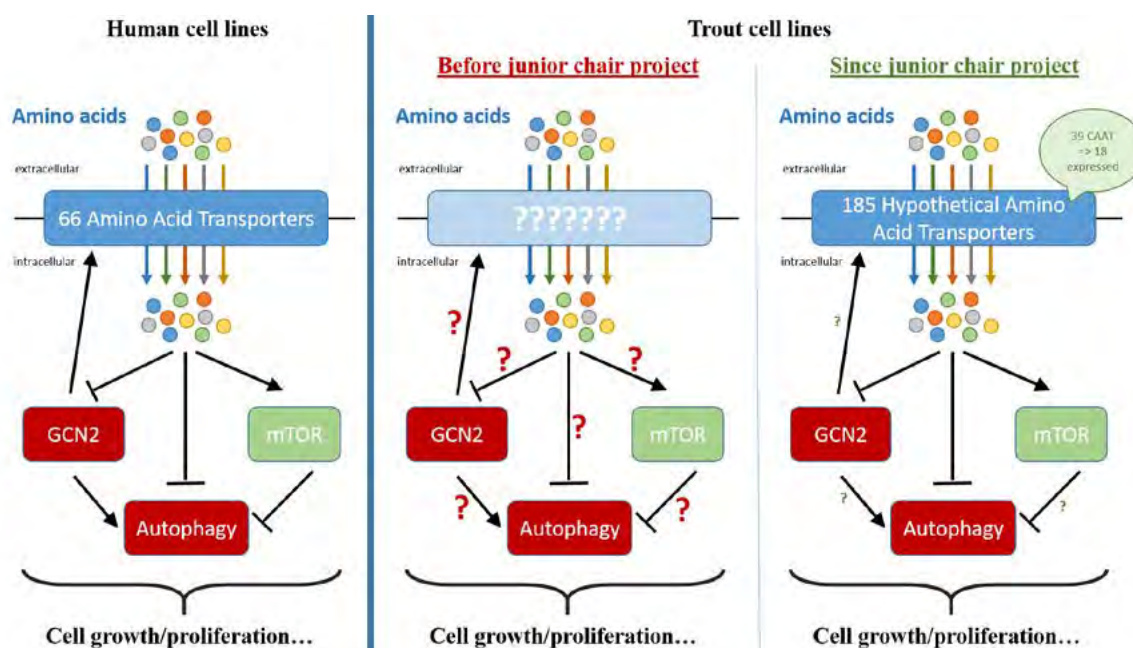 Human cell lines
Trout cell lines
Before junior chair project
Since junior chair project
Amino acids
extracellular
66 Amino Acid Transporters
intracellular
GCN2
mTOR
Autophagy
Cell growth/proliferation…
Amino acids
extracellular
???????
intracellular
?
?
?
GCN2
?
mTOR
?
?
Autophagy
Cell growth/proliferation…
Amino acids
39 CAAT
=> 18
expressed
extracellular
185 Hypothetical Amino
Acid Transporters
intracellular
?
GCN2
mTOR
?
?
Autophagy
Cell growth/proliferation…